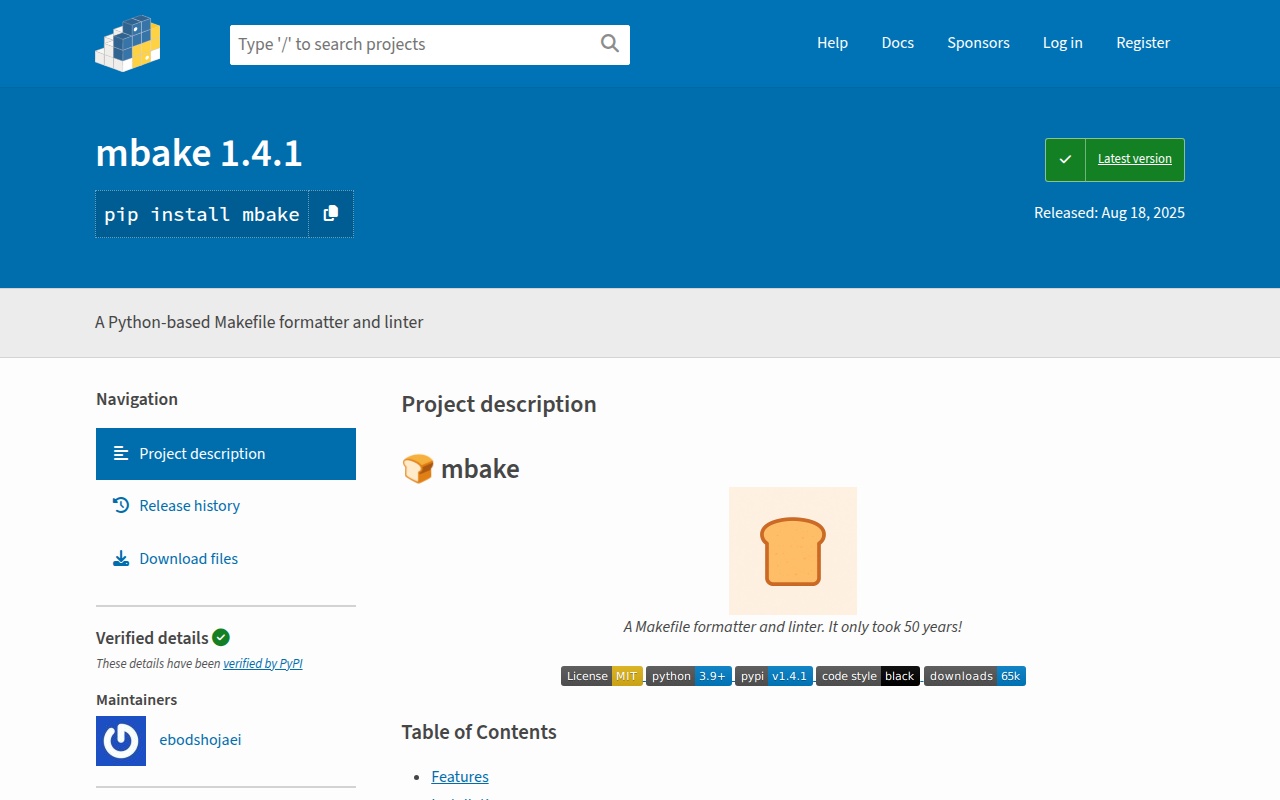 Type '/' to search projects
Help
Docs
Sponsors
Log in
Register
mbake 1.4.1
pip install mbake
Latest version
Released: Aug 18, 2025
A Python-based Makefile formatter and linter
Navigation
Project description
Release history
Download files
Verified details
These details have been verified by PyPI
Maintainers
ebodshojaei
Project description
🍞 mbake
A Makefile formatter and linter. It only took 50 years!
License MIT python 3.9+ pypi v1.4.1 code style black downloads 65k
Table of Contents
• Features